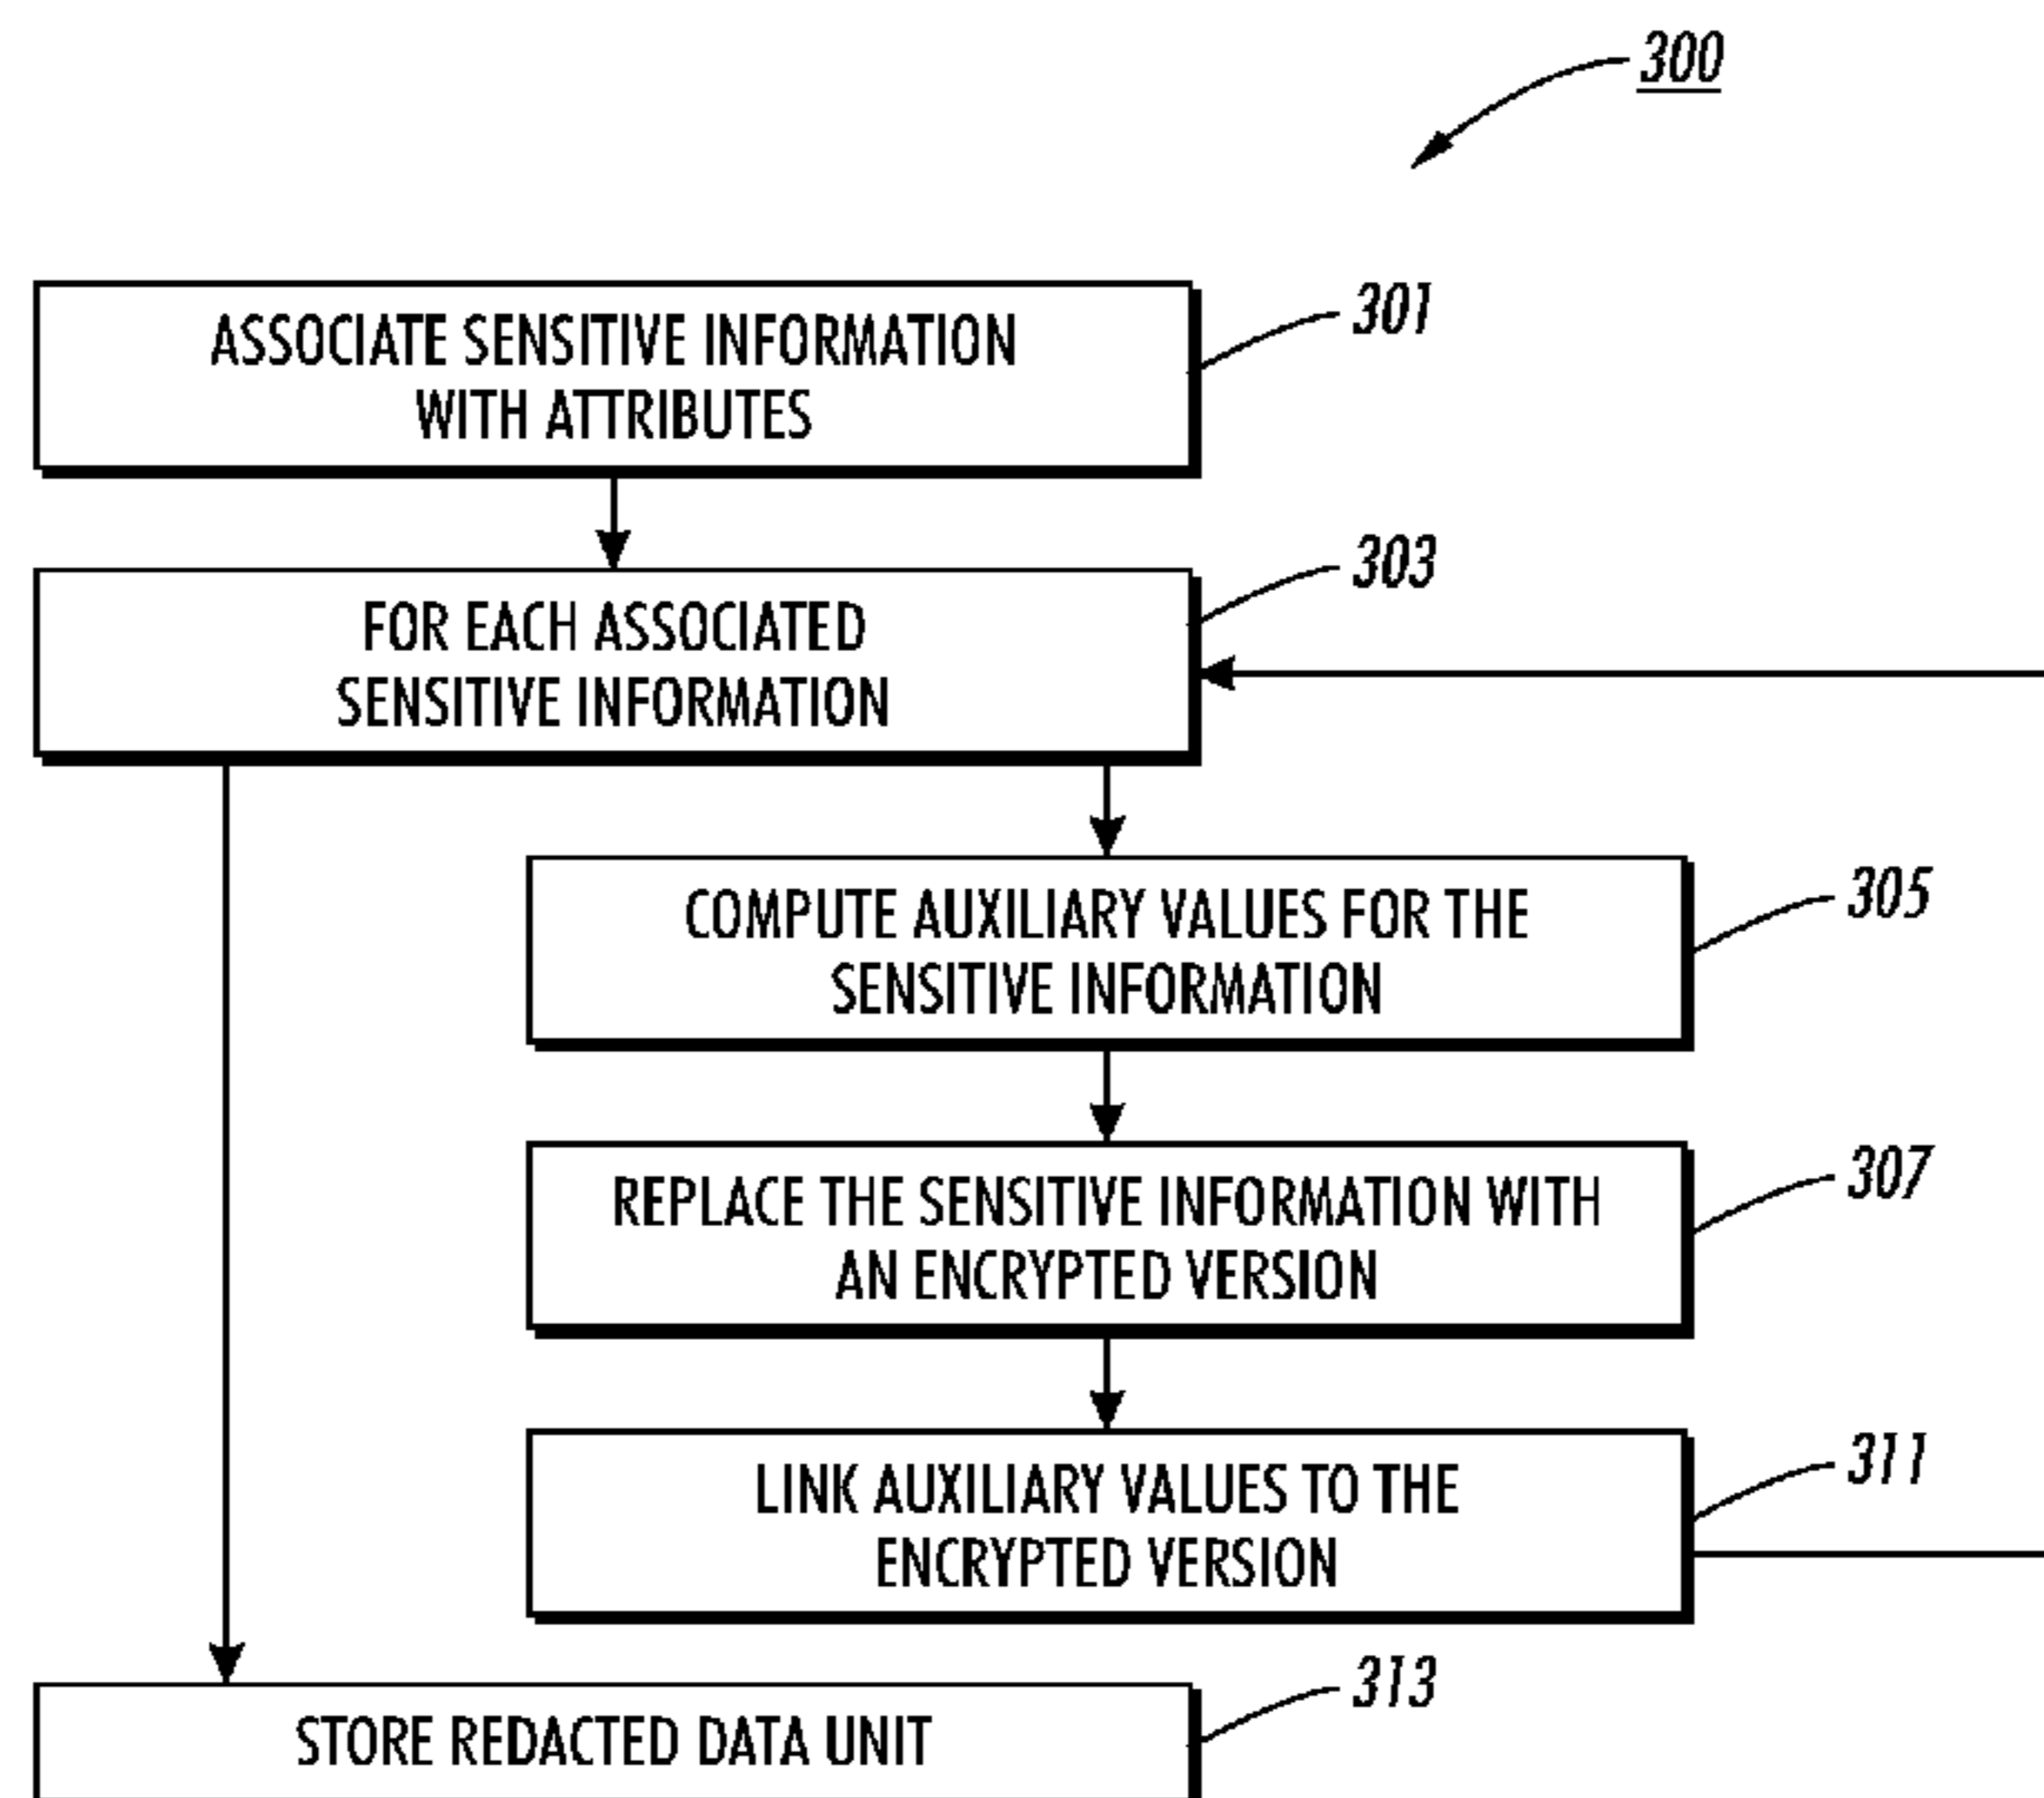 300
ASSOCIATE SENSITIVE INFORMATION
WITH ATTRIBUTES
301
FOR EACH ASSOCIATED
SENSITIVE INFORMATION
303
COMPUTE AUXILIARY VALUES FOR THE
SENSITIVE INFORMATION
305
REPLACE THE SENSITIVE INFORMATION WITH
AN ENCRYPTED VERSION
307
LINK AUXILIARY VALUES TO THE
ENCRYPTED VERSION
311
STORE REDACTED DATA UNIT
313